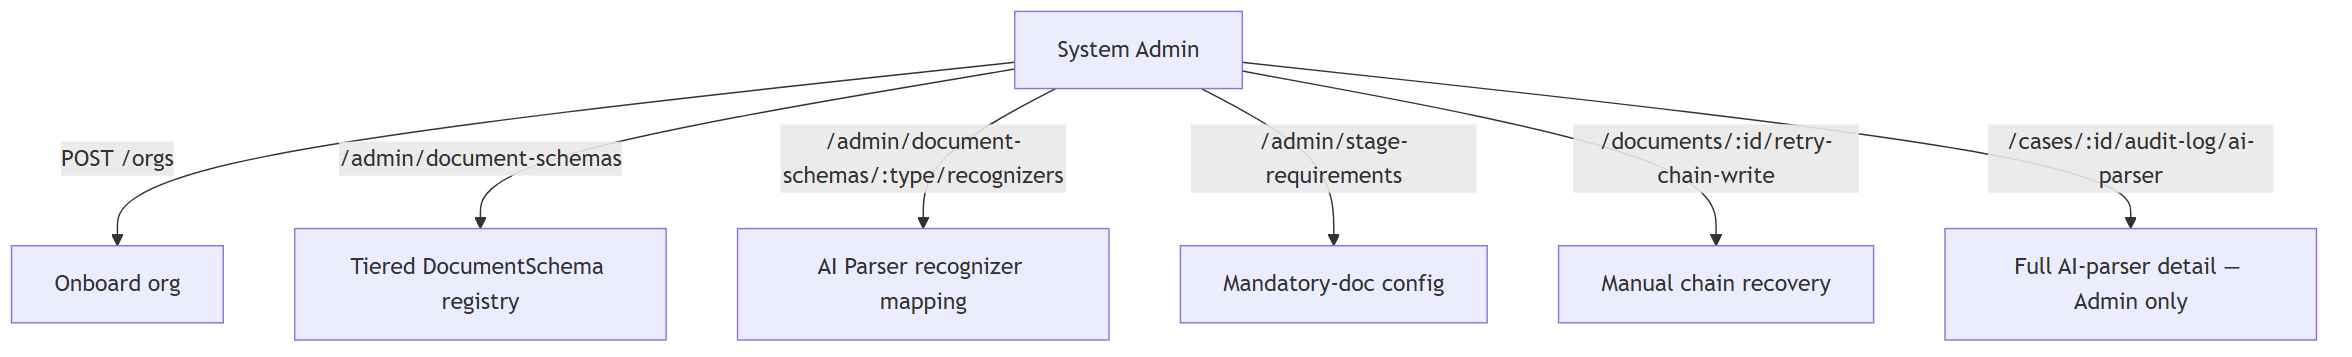 System Admin
POST /orgs
/admin/document-schemas
/admin/document-
schemas/:type/recognizers
/admin/stage-
requirements
/documents/:id/retry-
chain-write
/cases/:id/audit-log/ai-
parser
Onboard org
Tiered DocumentSchema
registry
AI Parser recognizer
mapping
Mandatory-doc config
Manual chain recovery
Full AI-parser detail —
Admin only